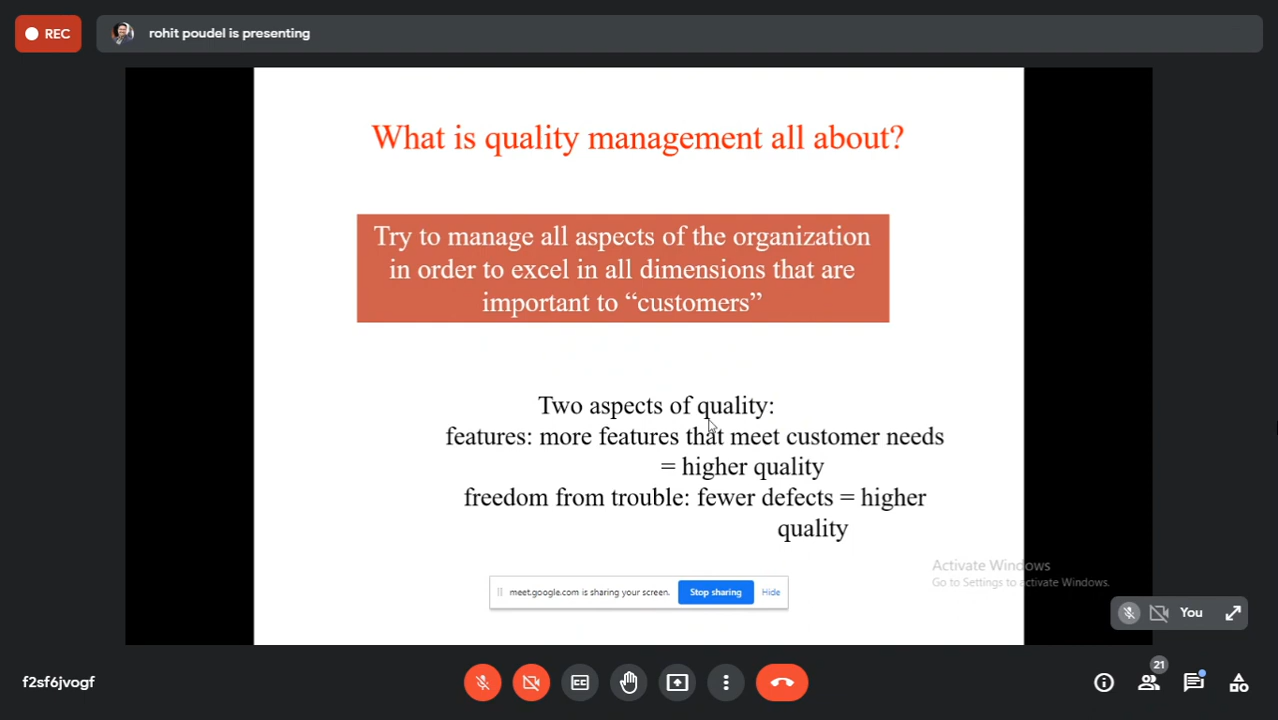 REC
rohit poudel is presenting
What is quality management all about?
Try to manage all aspects of the organization
in order to excel in all dimensions that are
important to “customers”
Two aspects of quality:
features: more features that meet customer needs
= higher quality
freedom from trouble: fewer defects = higher
quality
Activate Windows
Go to Settings to activate Windows.
meet.google.com is sharing your screen.
Stop sharing
Hide
You
f2sf6jvogf
CC
21